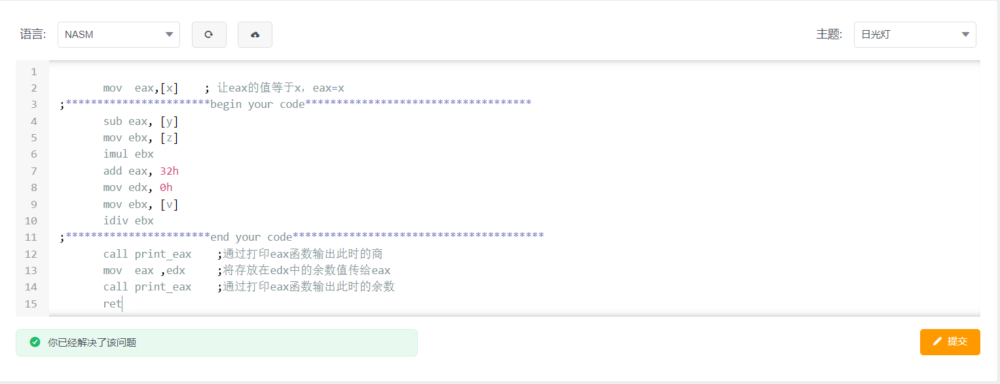 语言: NASM 主题: 日光灯
1
2 mov  eax,[x]    ; 让eax的值等于x，eax=x
3 ;***********************begin your code************************************
4 sub eax, [y]
5 mov ebx, [z]
6 imul ebx
7 add eax, 32h
8 mov edx, 0h
9 mov ebx, [v]
10 idiv ebx
11 ;***********************end your code****************************************
12 call print_eax    ;通过打印eax函数输出此时的商
13 mov  eax ,edx     ;将存放在edx中的余数值传给eax
14 call print_eax    ;通过打印eax函数输出此时的余数
15 ret
你已经解决了该问题 提交